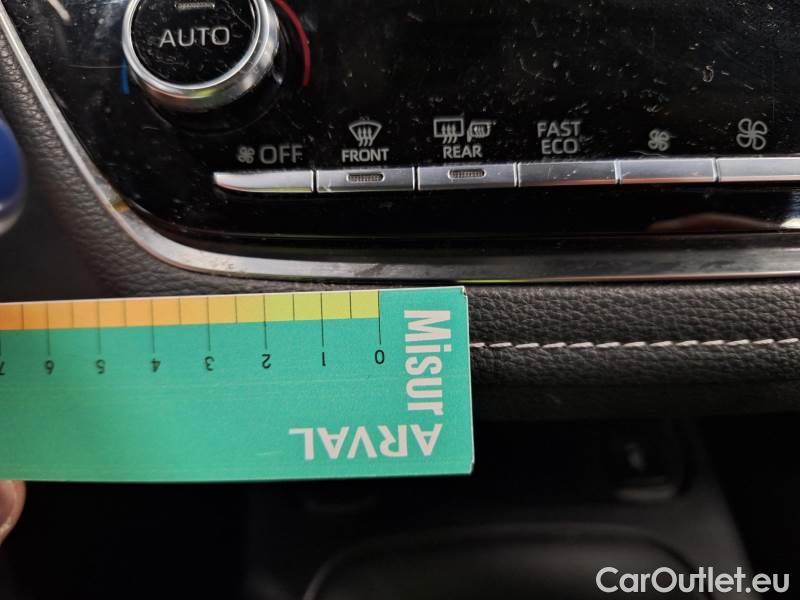 AUTO
OFF FRONT REAR FAST ECO
0 1 2 3 4 5 6 7
Misur
ARVAL
CarOutlet.eu